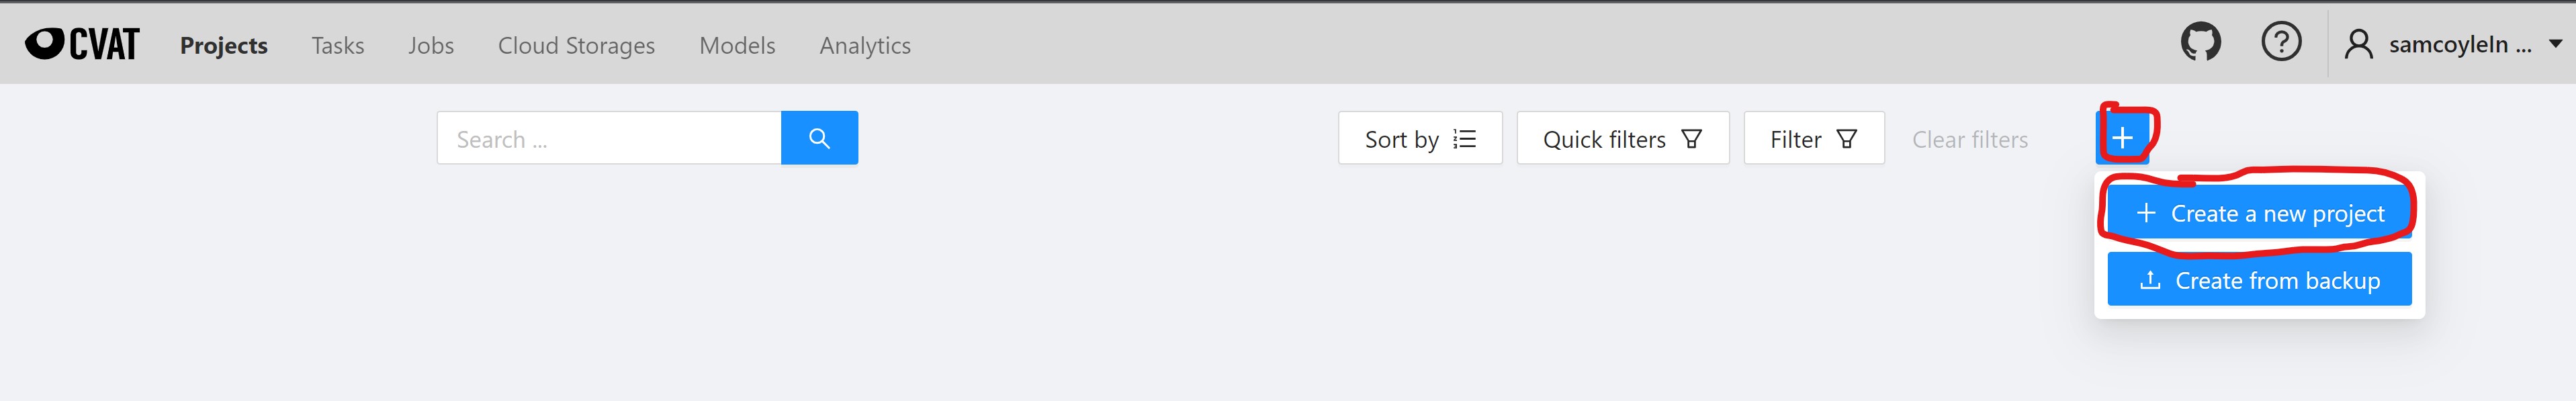 CVAT Projects Tasks Jobs Cloud Storages Models Analytics samcoyleln ...
Search ... Sort by Quick filters Filter Clear filters
Create a new project
Create from backup